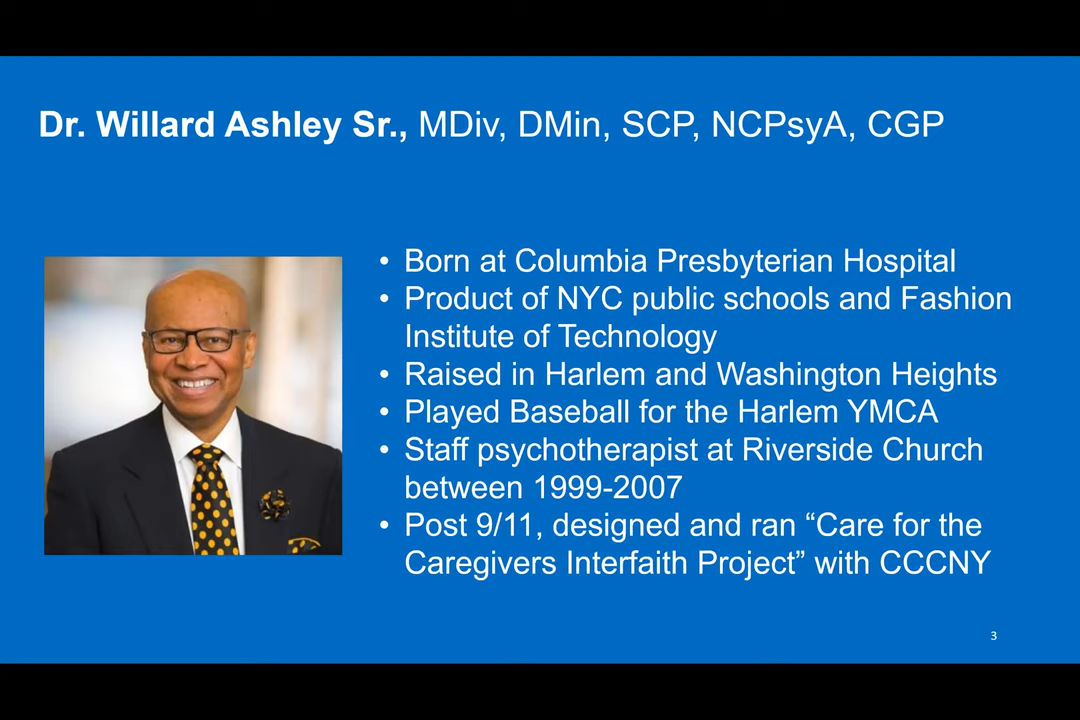 Dr. Willard Ashley Sr., MDiv, DMin, SCP, NCPsyA, CGP
• Born at Columbia Presbyterian Hospital
• Product of NYC public schools and Fashion
Institute of Technology
• Raised in Harlem and Washington Heights
• Played Baseball for the Harlem YMCA
• Staff psychotherapist at Riverside Church
between 1999-2007
• Post 9/11, designed and ran “Care for the
Caregivers Interfaith Project” with CCCNY
3